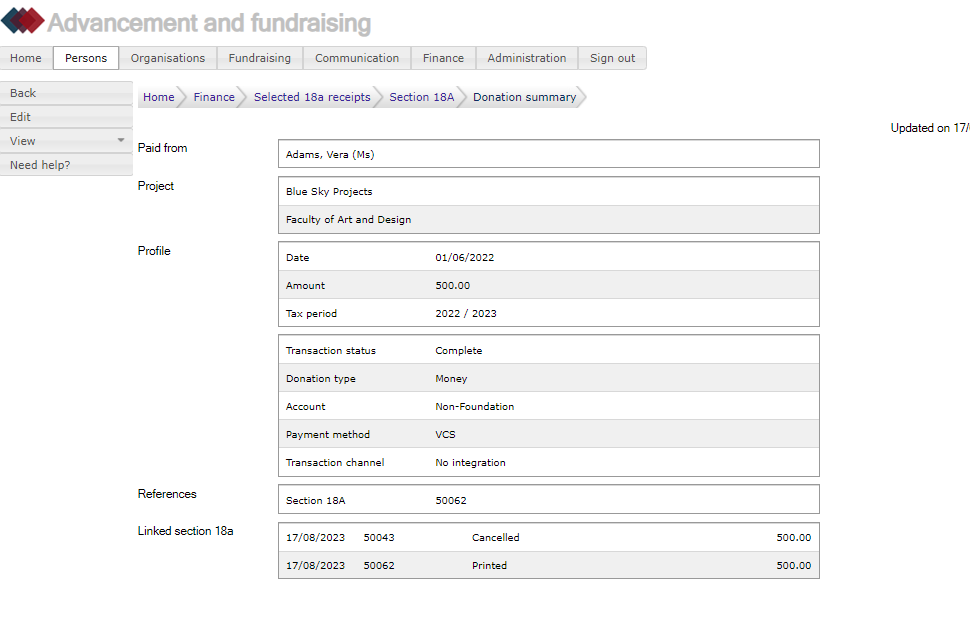 Advancement and fundraising
Home Persons Organisations Fundraising Communication Finance Administration Sign out
Back
Edit
View
Need help?
Home Finance Selected 18a receipts Section 18A Donation summary
Updated on 17/
Paid from
Adams, Vera (Ms)
Project
Blue Sky Projects
Faculty of Art and Design
Profile
Date 01/06/2022
Amount 500.00
Tax period 2022 / 2023
Transaction status Complete
Donation type Money
Account Non-Foundation
Payment method VCS
Transaction channel No integration
References
Section 18A 50062
Linked section 18a
17/08/2023 50043 Cancelled 500.00
17/08/2023 50062 Printed 500.00